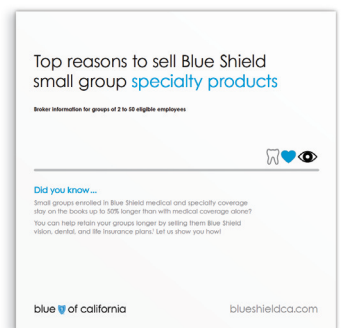 Top reasons to sell Blue Shield
small group specialty products
Broker information for groups of 2 to 50 eligible employees
Did you know...
Small groups enrolled in Blue Shield medical and specialty coverage
stay on the books up to 50% longer than with medical coverage alone?
You can help retain your groups longer by selling them Blue Shield
vision, dental, and life insurance plans.* Let us show you how!
blue of california
blueshieldca.com